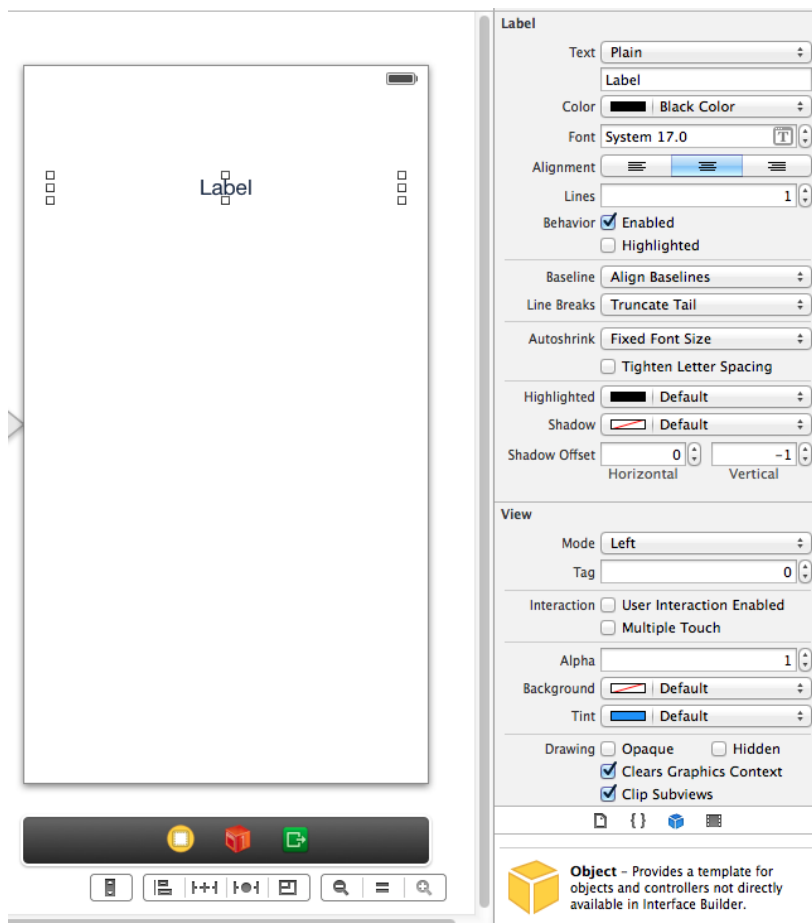 Label
Label
Text Plain
Label
Color Black Color
Font System 17.0 T
Alignment
Lines 1
Behavior Enabled
Highlighted
Baseline Align Baselines
Line Breaks Truncate Tail
Autoshrink Fixed Font Size
Tighten Letter Spacing
Highlighted Default
Shadow Default
Shadow Offset 0 -1
Horizontal Vertical
View
Mode Left
Tag 0
Interaction User Interaction Enabled
Multiple Touch
Alpha 1
Background Default
Tint Default
Drawing Opaque Hidden
Clears Graphics Context
Clip Subviews
{ }
Object – Provides a template for
objects and controllers not directly
available in Interface Builder.